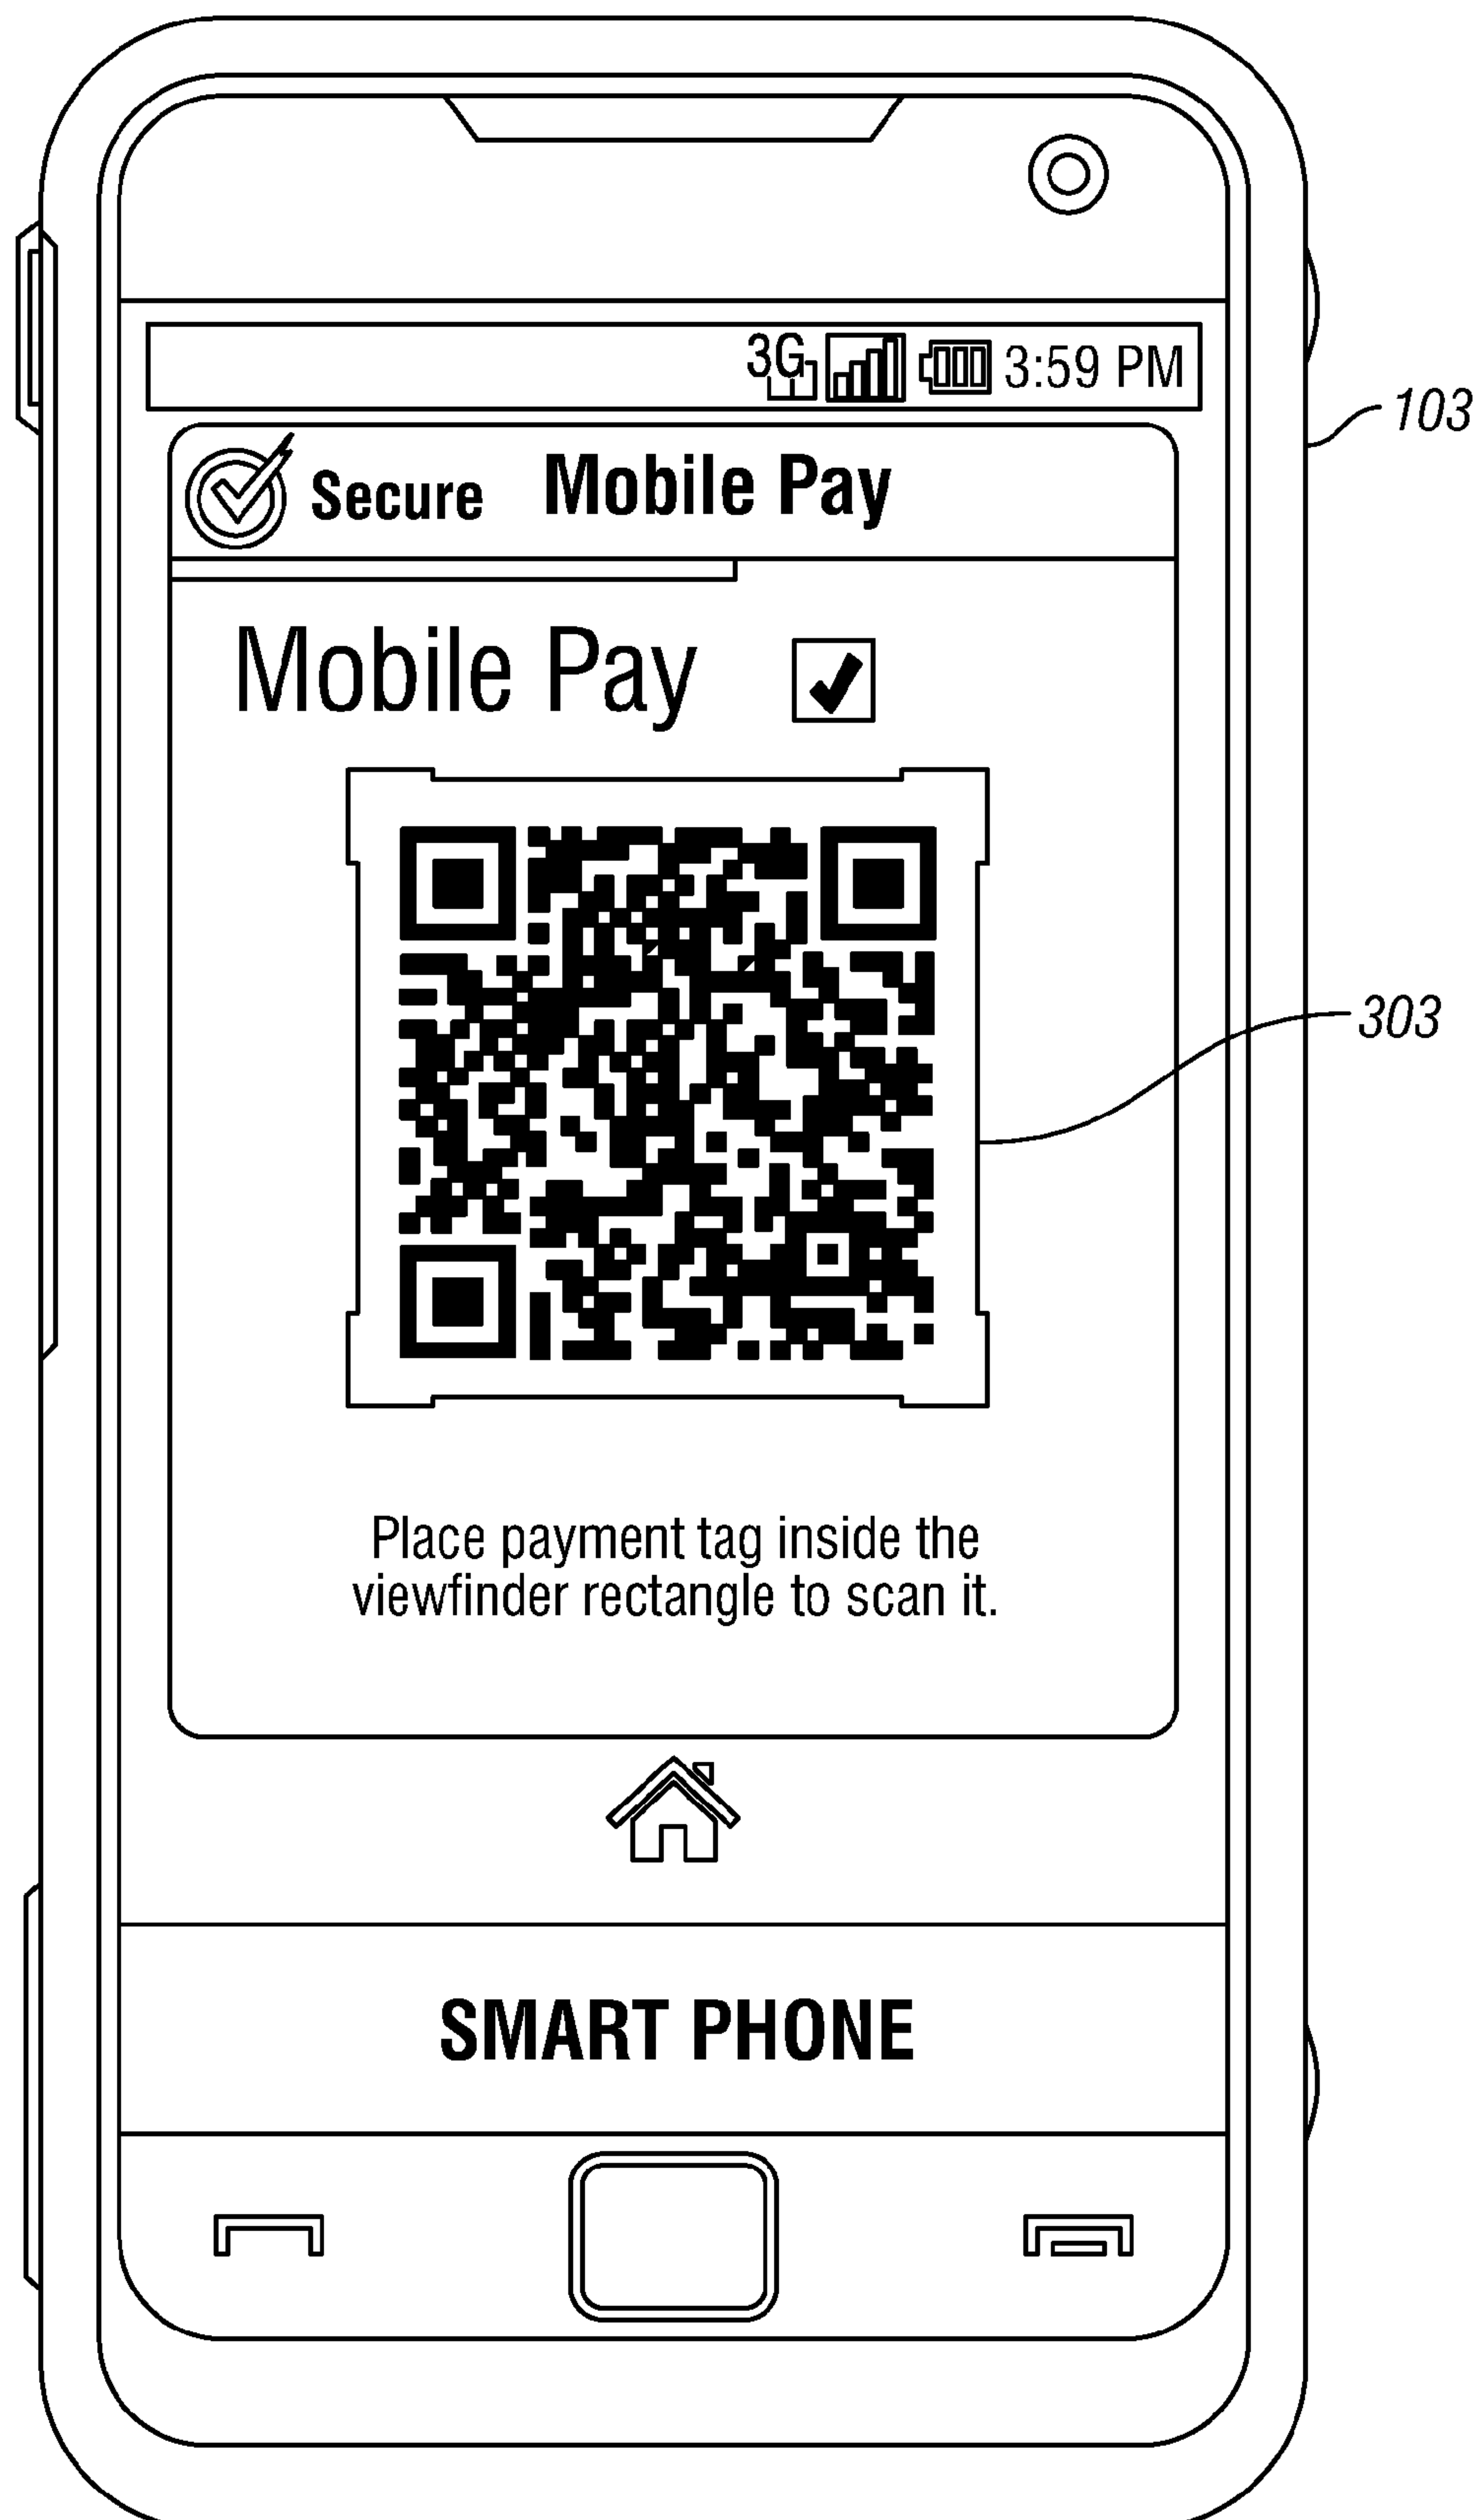 3G 3:59 PM
103
Secure Mobile Pay
Mobile Pay
303
Place payment tag inside the
viewfinder rectangle to scan it.
SMART PHONE